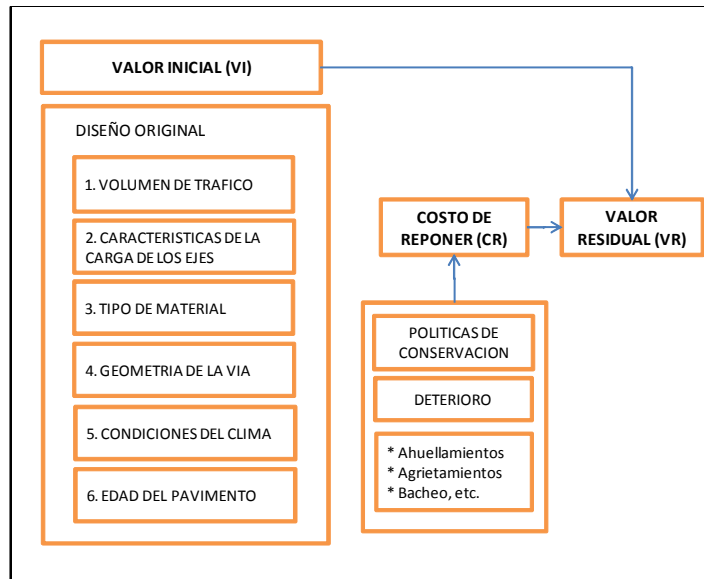 VALOR INICIAL (VI)
DISEÑO ORIGINAL
1. VOLUMEN DE TRAFICO
2. CARACTERISTICAS DE LA
CARGA DE LOS EJES
3. TIPO DE MATERIAL
4. GEOMETRIA DE LA VIA
5. CONDICIONES DEL CLIMA
6. EDAD DEL PAVIMENTO
COSTO DE
REPONER (CR)
VALOR
RESIDUAL (VR)
POLITICAS DE
CONSERVACION
DETERIORO
* Ahuellamientos
* Agrietamientos
* Bacheo, etc.